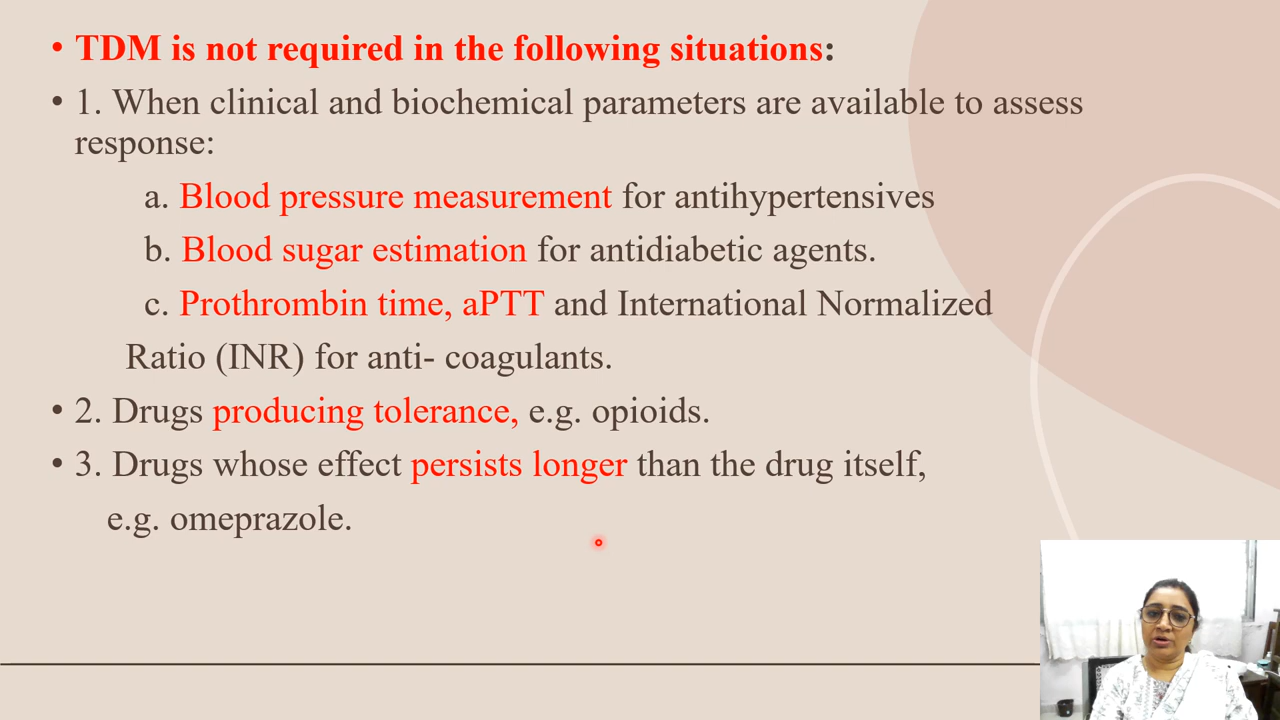 • TDM is not required in the following situations:
• 1. When clinical and biochemical parameters are available to assess
response:
a. Blood pressure measurement for antihypertensives
b. Blood sugar estimation for antidiabetic agents.
c. Prothrombin time, aPTT and International Normalized
Ratio (INR) for anti- coagulants.
• 2. Drugs producing tolerance, e.g. opioids.
• 3. Drugs whose effect persists longer than the drug itself,
e.g. omeprazole.